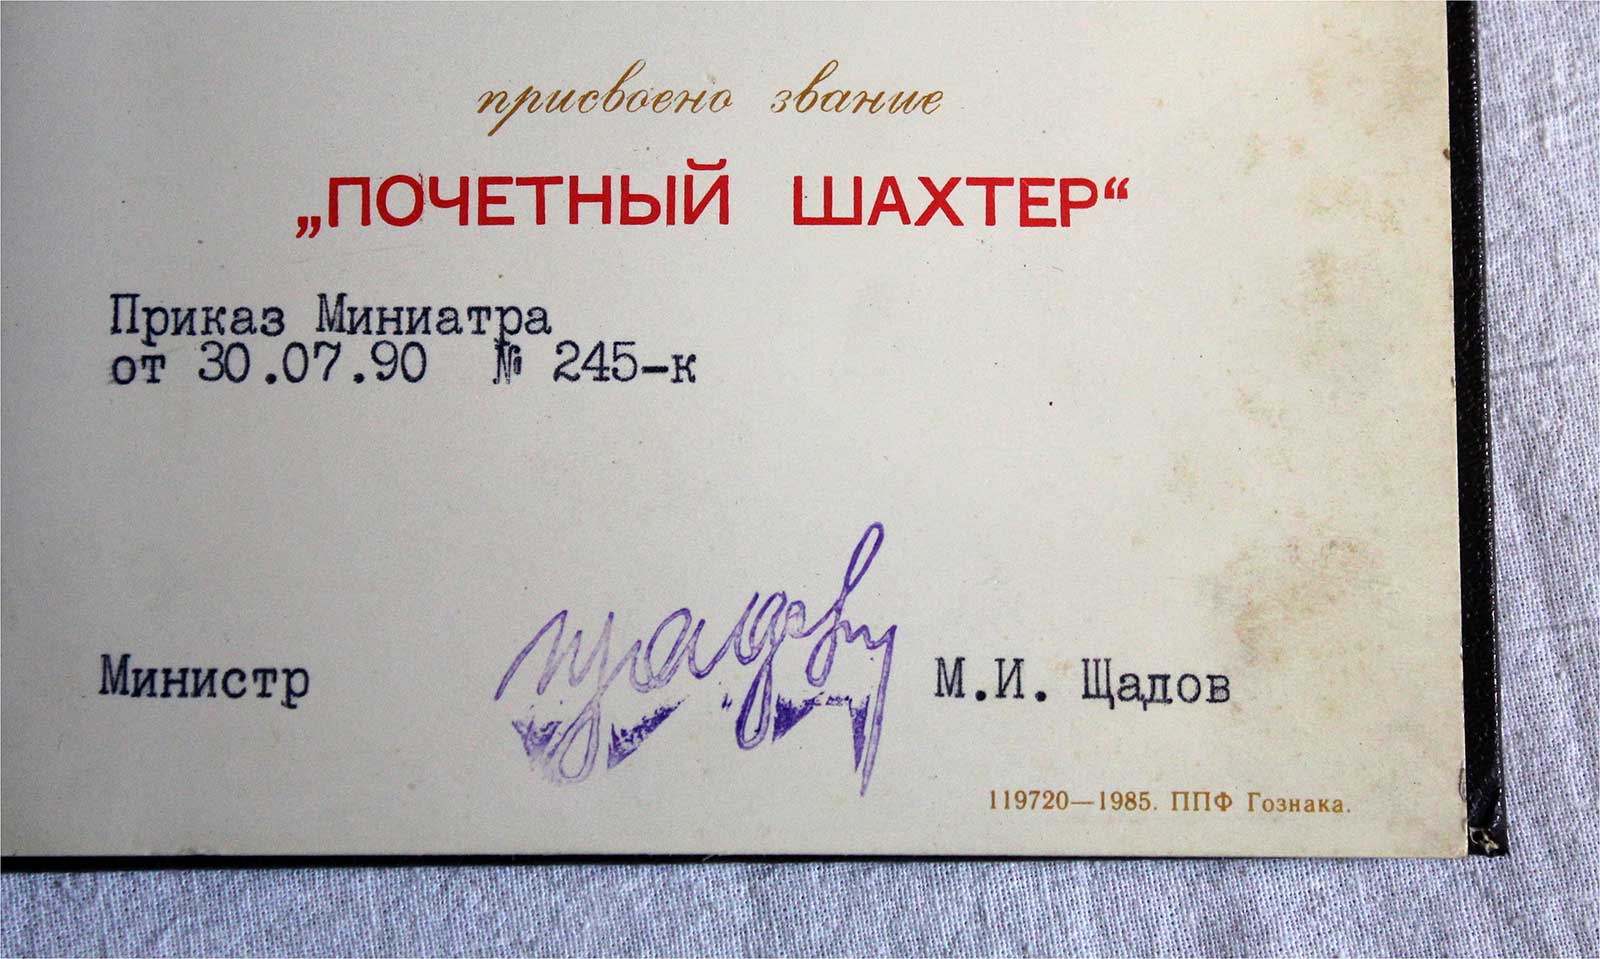 присвоено звание
„ПОЧЕТНЫЙ ШАХТЕР“
Приказ Миниатра
от 30.07.90 № 245-к
Министр М.И. Щадов
119720—1985. ППФ Гознака.